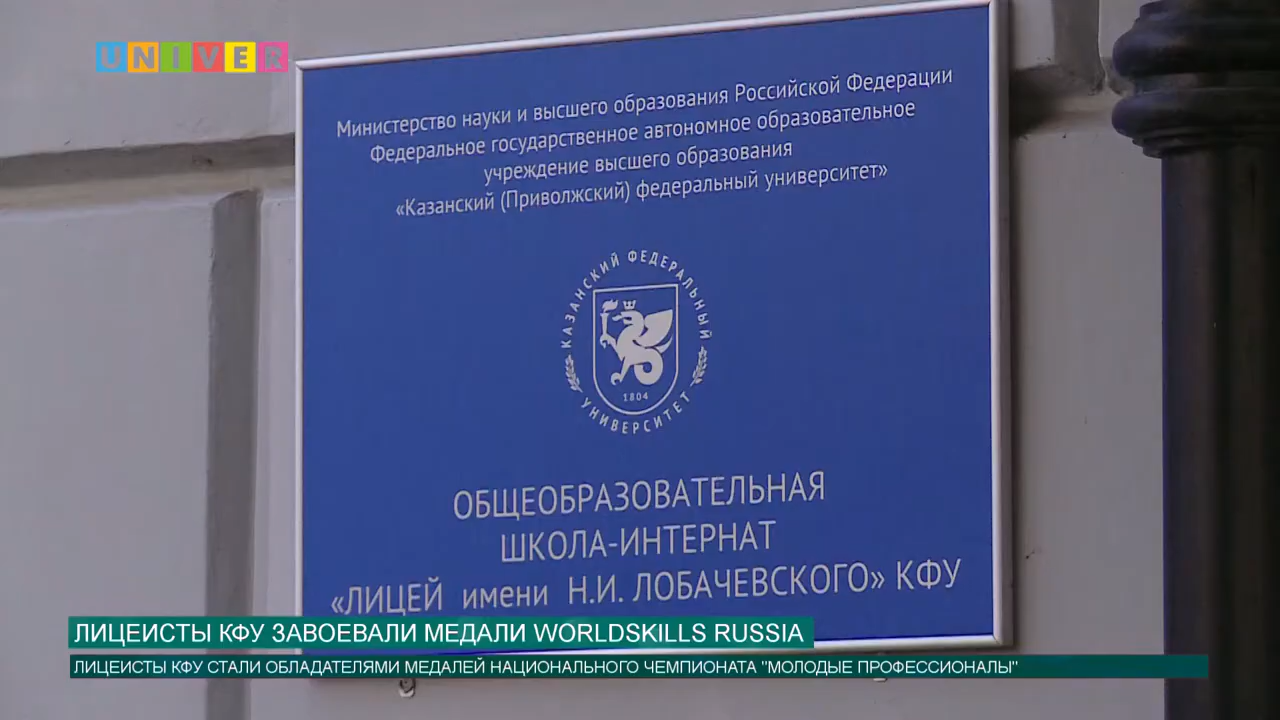 UNIVER
Министерство науки и высшего образования Российской Федерации
Федеральное государственное автономное образовательное
учреждение высшего образования
«Казанский (Приволжский) федеральный университет»
КАЗАНСКИЙ ФЕДЕРАЛЬНЫЙ
1804
УНИВЕРСИТЕТ
ОБЩЕОБРАЗОВАТЕЛЬНАЯ
ШКОЛА-ИНТЕРНАТ
«ЛИЦЕЙ имени Н.И. ЛОБАЧЕВСКОГО» КФУ
ЛИЦЕИСТЫ КФУ ЗАВОЕВАЛИ МЕДАЛИ WORLDSKILLS RUSSIA
ЛИЦЕИСТЫ КФУ СТАЛИ ОБЛАДАТЕЛЯМИ МЕДАЛЕЙ НАЦИОНАЛЬНОГО ЧЕМПИОНАТА "МОЛОДЫЕ ПРОФЕССИОНАЛЫ"